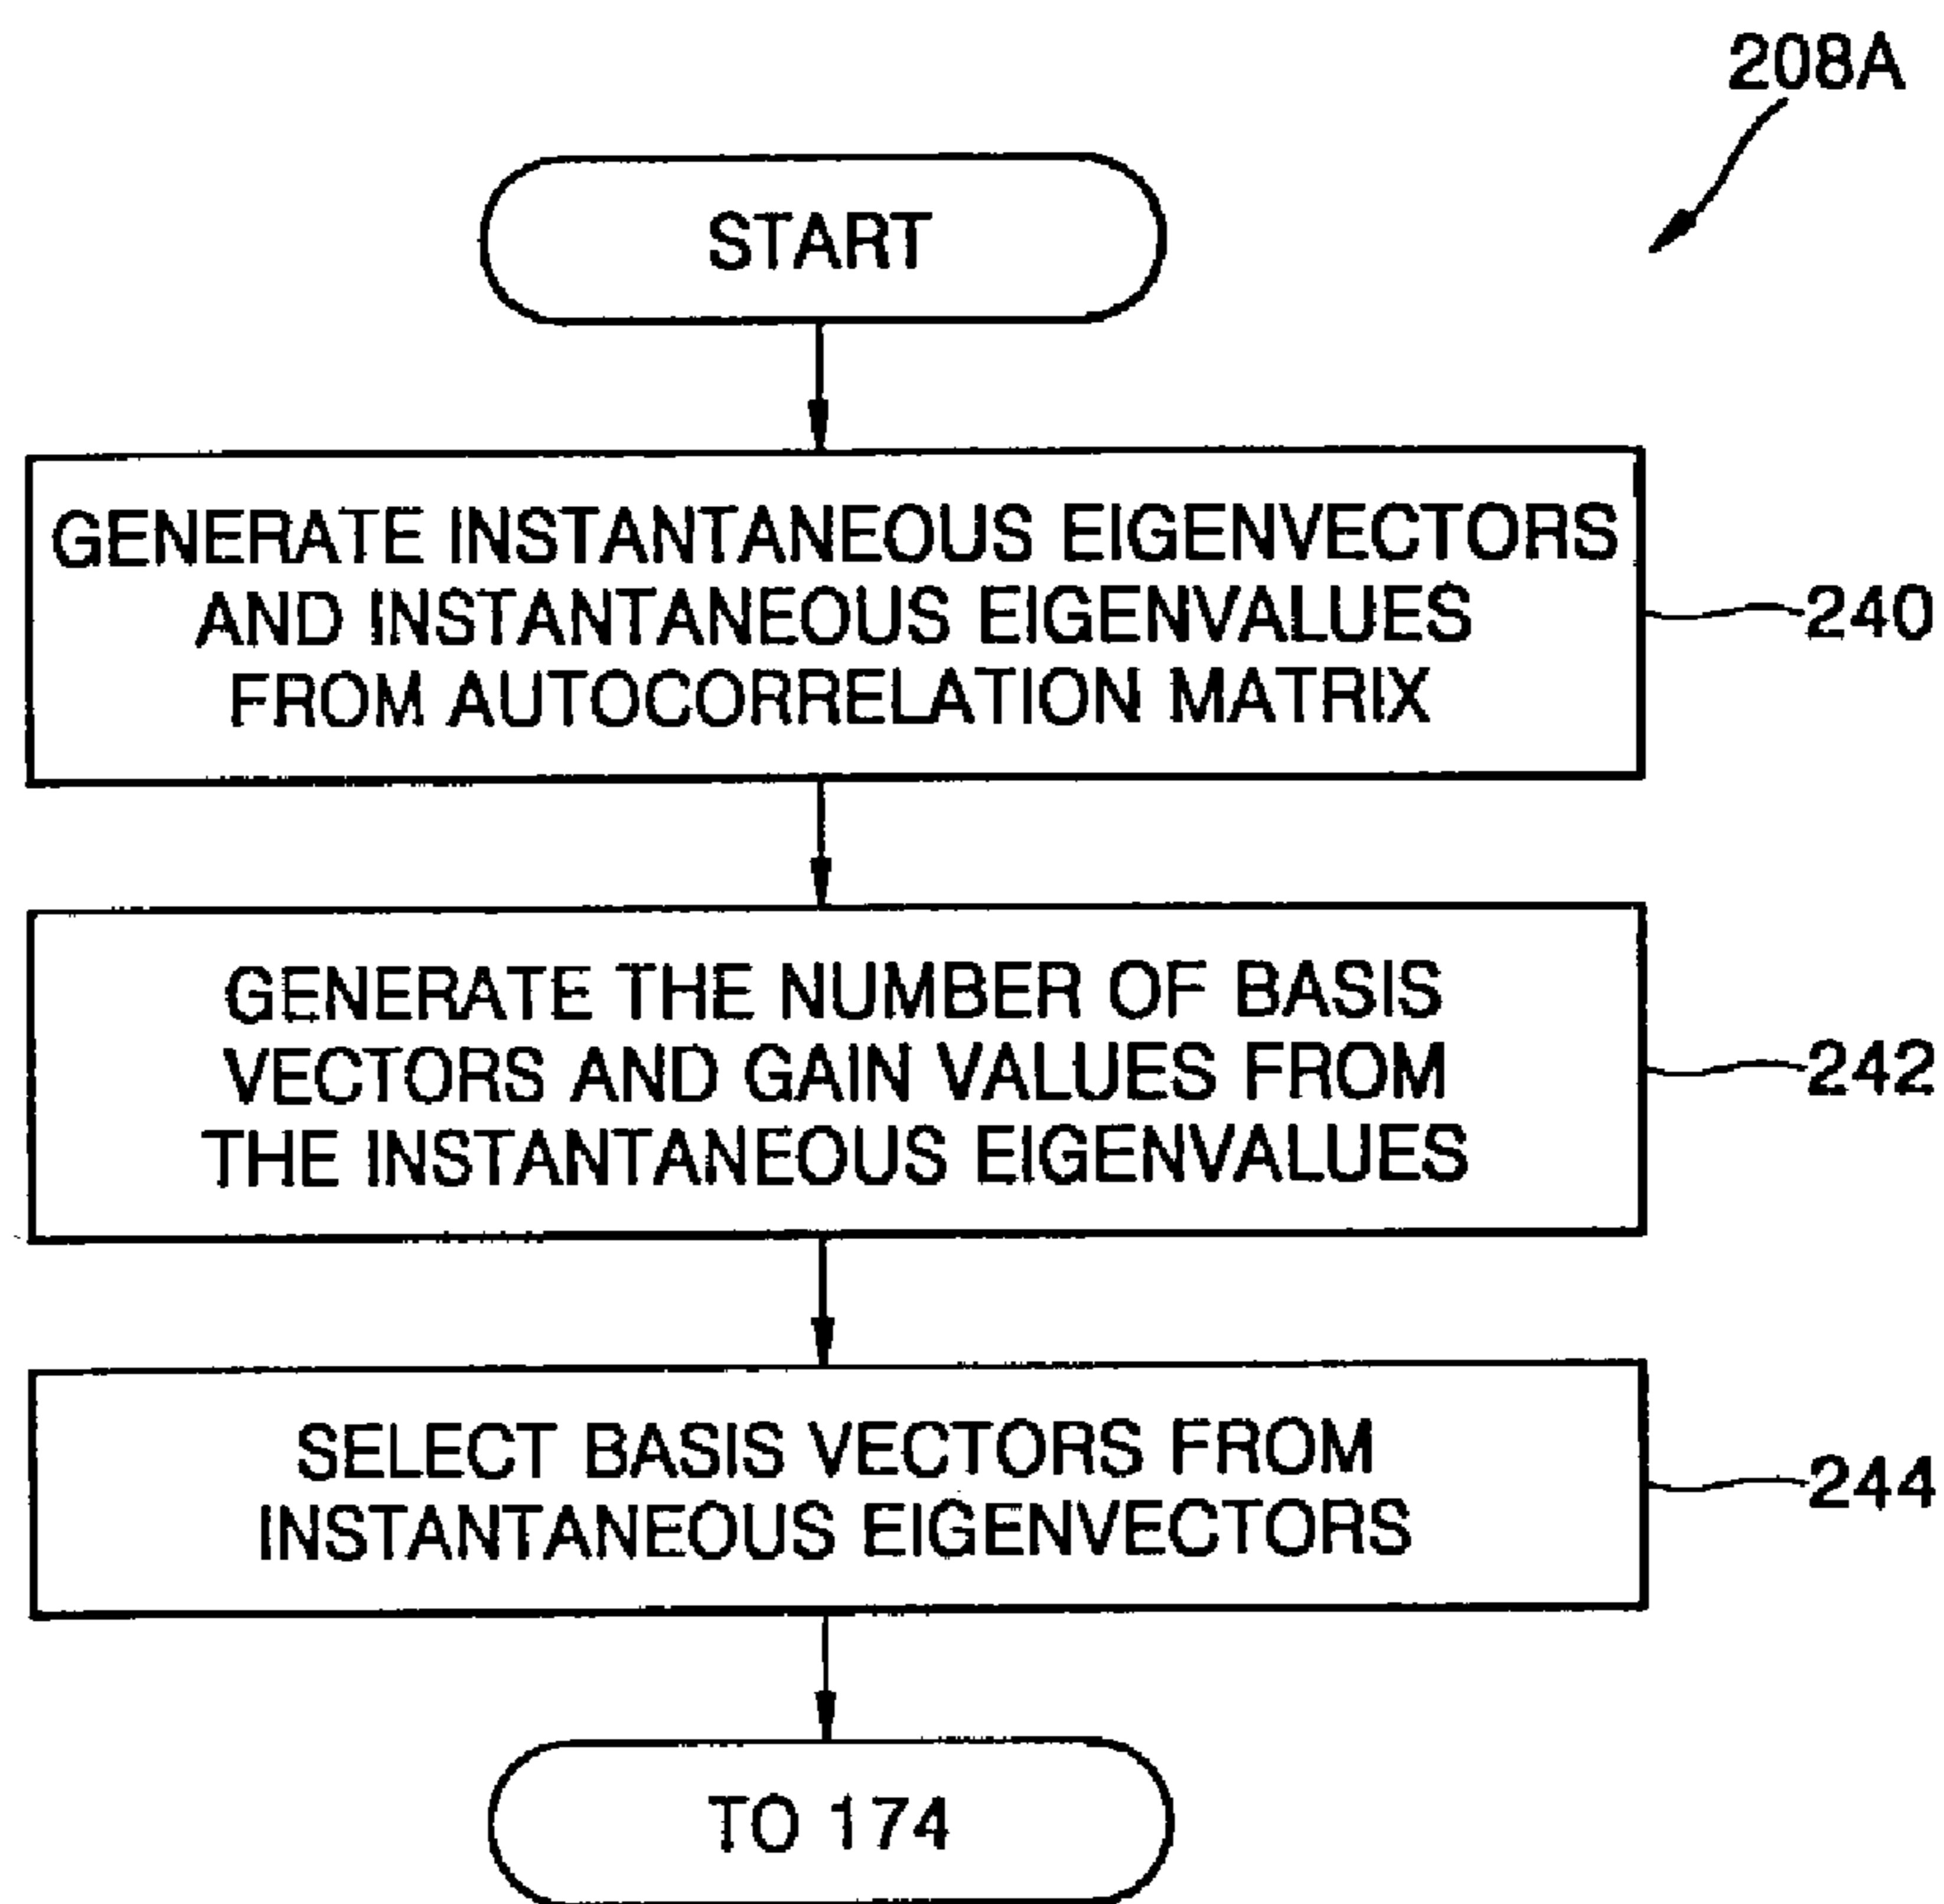 208A
START
GENERATE INSTANTANEOUS EIGENVECTORS
AND INSTANTANEOUS EIGENVALUES
FROM AUTOCORRELATION MATRIX
240
GENERATE THE NUMBER OF BASIS
VECTORS AND GAIN VALUES FROM
THE INSTANTANEOUS EIGENVALUES
242
SELECT BASIS VECTORS FROM
INSTANTANEOUS EIGENVECTORS
244
TO 174